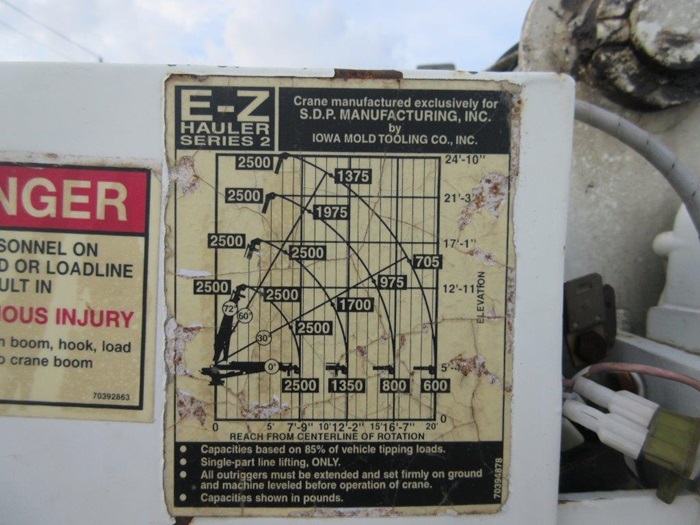 NGER
SONNEL ON
D OR LOADLINE
ULT IN
IOUS INJURY
n boom, hook, load
o crane boom
70392863
E-Z
HAULER
SERIES 2
Crane manufactured exclusively for
S.D.P. MANUFACTURING, INC.
by
IOWA MOLD TOOLING CO., INC.
2500 24'-10"
1375
2500 21'-3
1975
2500 2500 17'-1"
705
975
2500 2500 12'-11
1700
2500
72° 60° 30° 0°
ELEVATION
5'-
2500 1350 800 600
0
0 5' 7'-9" 10' 12'-2" 15' 16'-7" 20'
REACH FROM CENTERLINE OF ROTATION
• Capacities based on 85% of vehicle tipping loads.
• Single-part line lifting, ONLY.
• All outriggers must be extended and set firmly on ground
and machine leveled before operation of crane.
• Capacities shown in pounds.
70394878